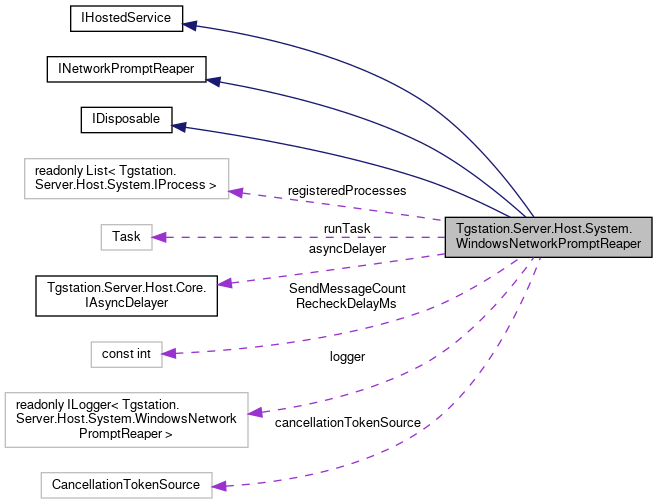 IHostedService
INetworkPromptReaper
IDisposable
readonly List< Tgstation.
Server.Host.System.IProcess >
registeredProcesses
Tgstation.Server.Host.System.
WindowsNetworkPromptReaper
Task
runTask
asyncDelayer
Tgstation.Server.Host.Core.
IAsyncDelayer
SendMessageCount
RecheckDelayMs
const int
logger
readonly ILogger< Tgstation.
Server.Host.System.WindowsNetwork
PromptReaper >
cancellationTokenSource
CancellationTokenSource